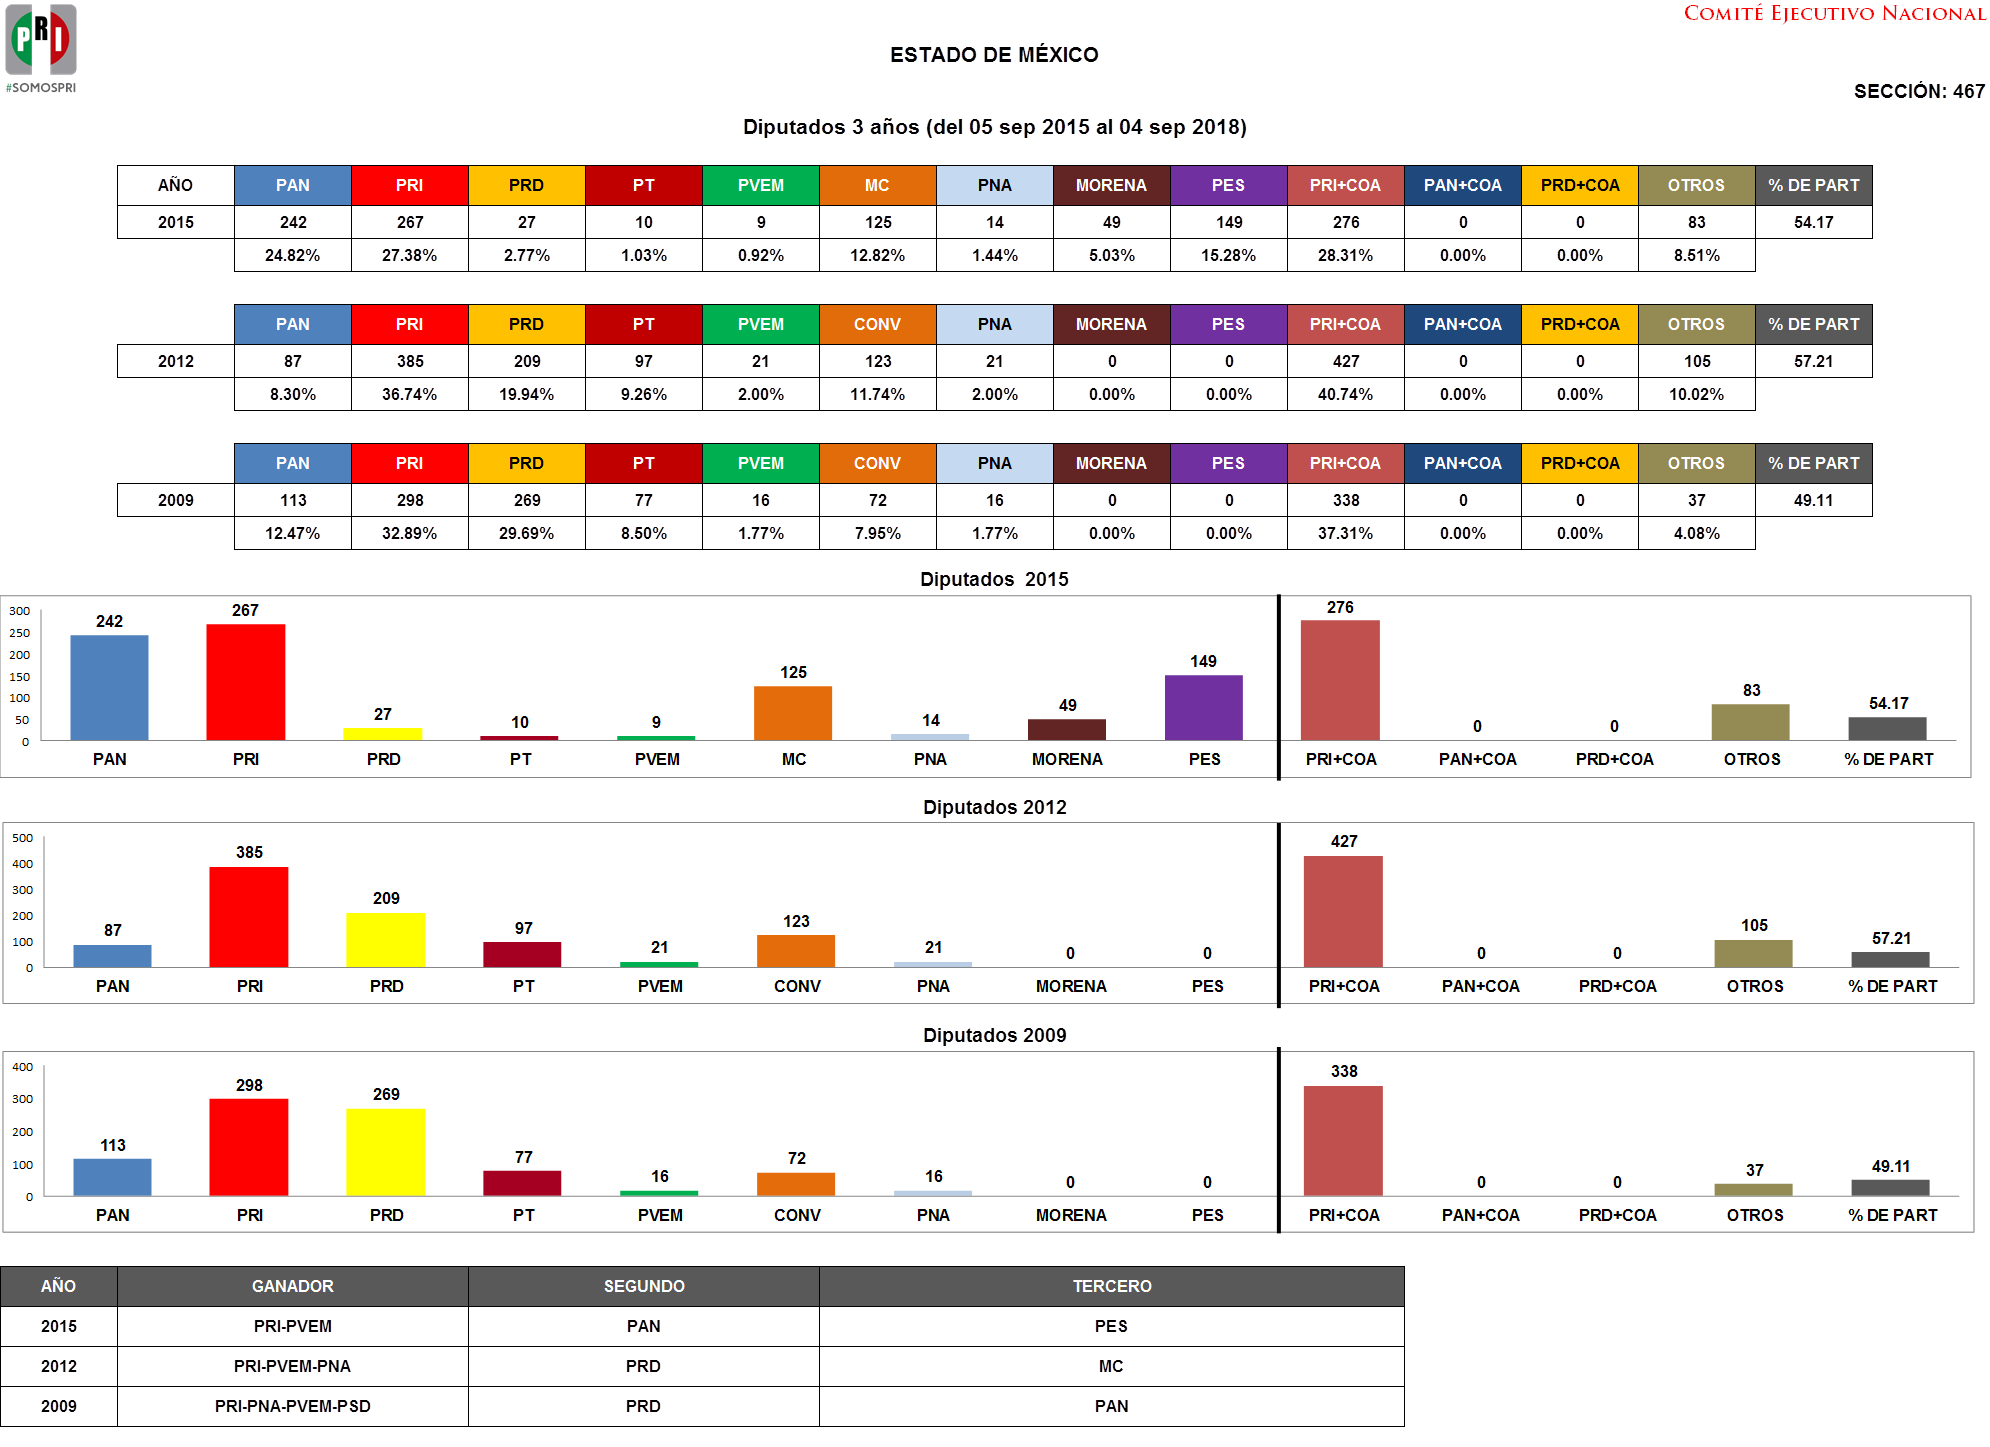 PRI
#SOMOSPRI
COMITÉ EJECUTIVO NACIONAL
ESTADO DE MÉXICO
SECCIÓN: 467
Diputados 3 años (del 05 sep 2015 al 04 sep 2018)
AÑO PAN PRI PRD PT PVEM MC PNA MORENA PES PRI+COA PAN+COA PRD+COA OTROS % DE PART
2015 242 267 27 10 9 125 14 49 149 276 0 0 83 54.17
24.82% 27.38% 2.77% 1.03% 0.92% 12.82% 1.44% 5.03% 15.28% 28.31% 0.00% 0.00% 8.51%
PAN PRI PRD PT PVEM CONV PNA MORENA PES PRI+COA PAN+COA PRD+COA OTROS % DE PART
2012 87 385 209 97 21 123 21 0 0 427 0 0 105 57.21
8.30% 36.74% 19.94% 9.26% 2.00% 11.74% 2.00% 0.00% 0.00% 40.74% 0.00% 0.00% 10.02%
PAN PRI PRD PT PVEM CONV PNA MORENA PES PRI+COA PAN+COA PRD+COA OTROS % DE PART
2009 113 298 269 77 16 72 16 0 0 338 0 0 37 49.11
12.47% 32.89% 29.69% 8.50% 1.77% 7.95% 1.77% 0.00% 0.00% 37.31% 0.00% 0.00% 4.08%
Diputados 2015
300
250
200
150
100
50
0
242 267 27 10 9 125 14 49 149 276 0 0 83 54.17
PAN PRI PRD PT PVEM MC PNA MORENA PES PRI+COA PAN+COA PRD+COA OTROS % DE PART
Diputados 2012
500
400
300
200
100
0
87 385 209 97 21 123 21 0 0 427 0 0 105 57.21
PAN PRI PRD PT PVEM CONV PNA MORENA PES PRI+COA PAN+COA PRD+COA OTROS % DE PART
Diputados 2009
400
300
200
100
0
113 298 269 77 16 72 16 0 0 338 0 0 37 49.11
PAN PRI PRD PT PVEM CONV PNA MORENA PES PRI+COA PAN+COA PRD+COA OTROS % DE PART
AÑO GANADOR SEGUNDO TERCERO
2015 PRI-PVEM PAN PES
2012 PRI-PVEM-PNA PRD MC
2009 PRI-PNA-PVEM-PSD PRD PAN